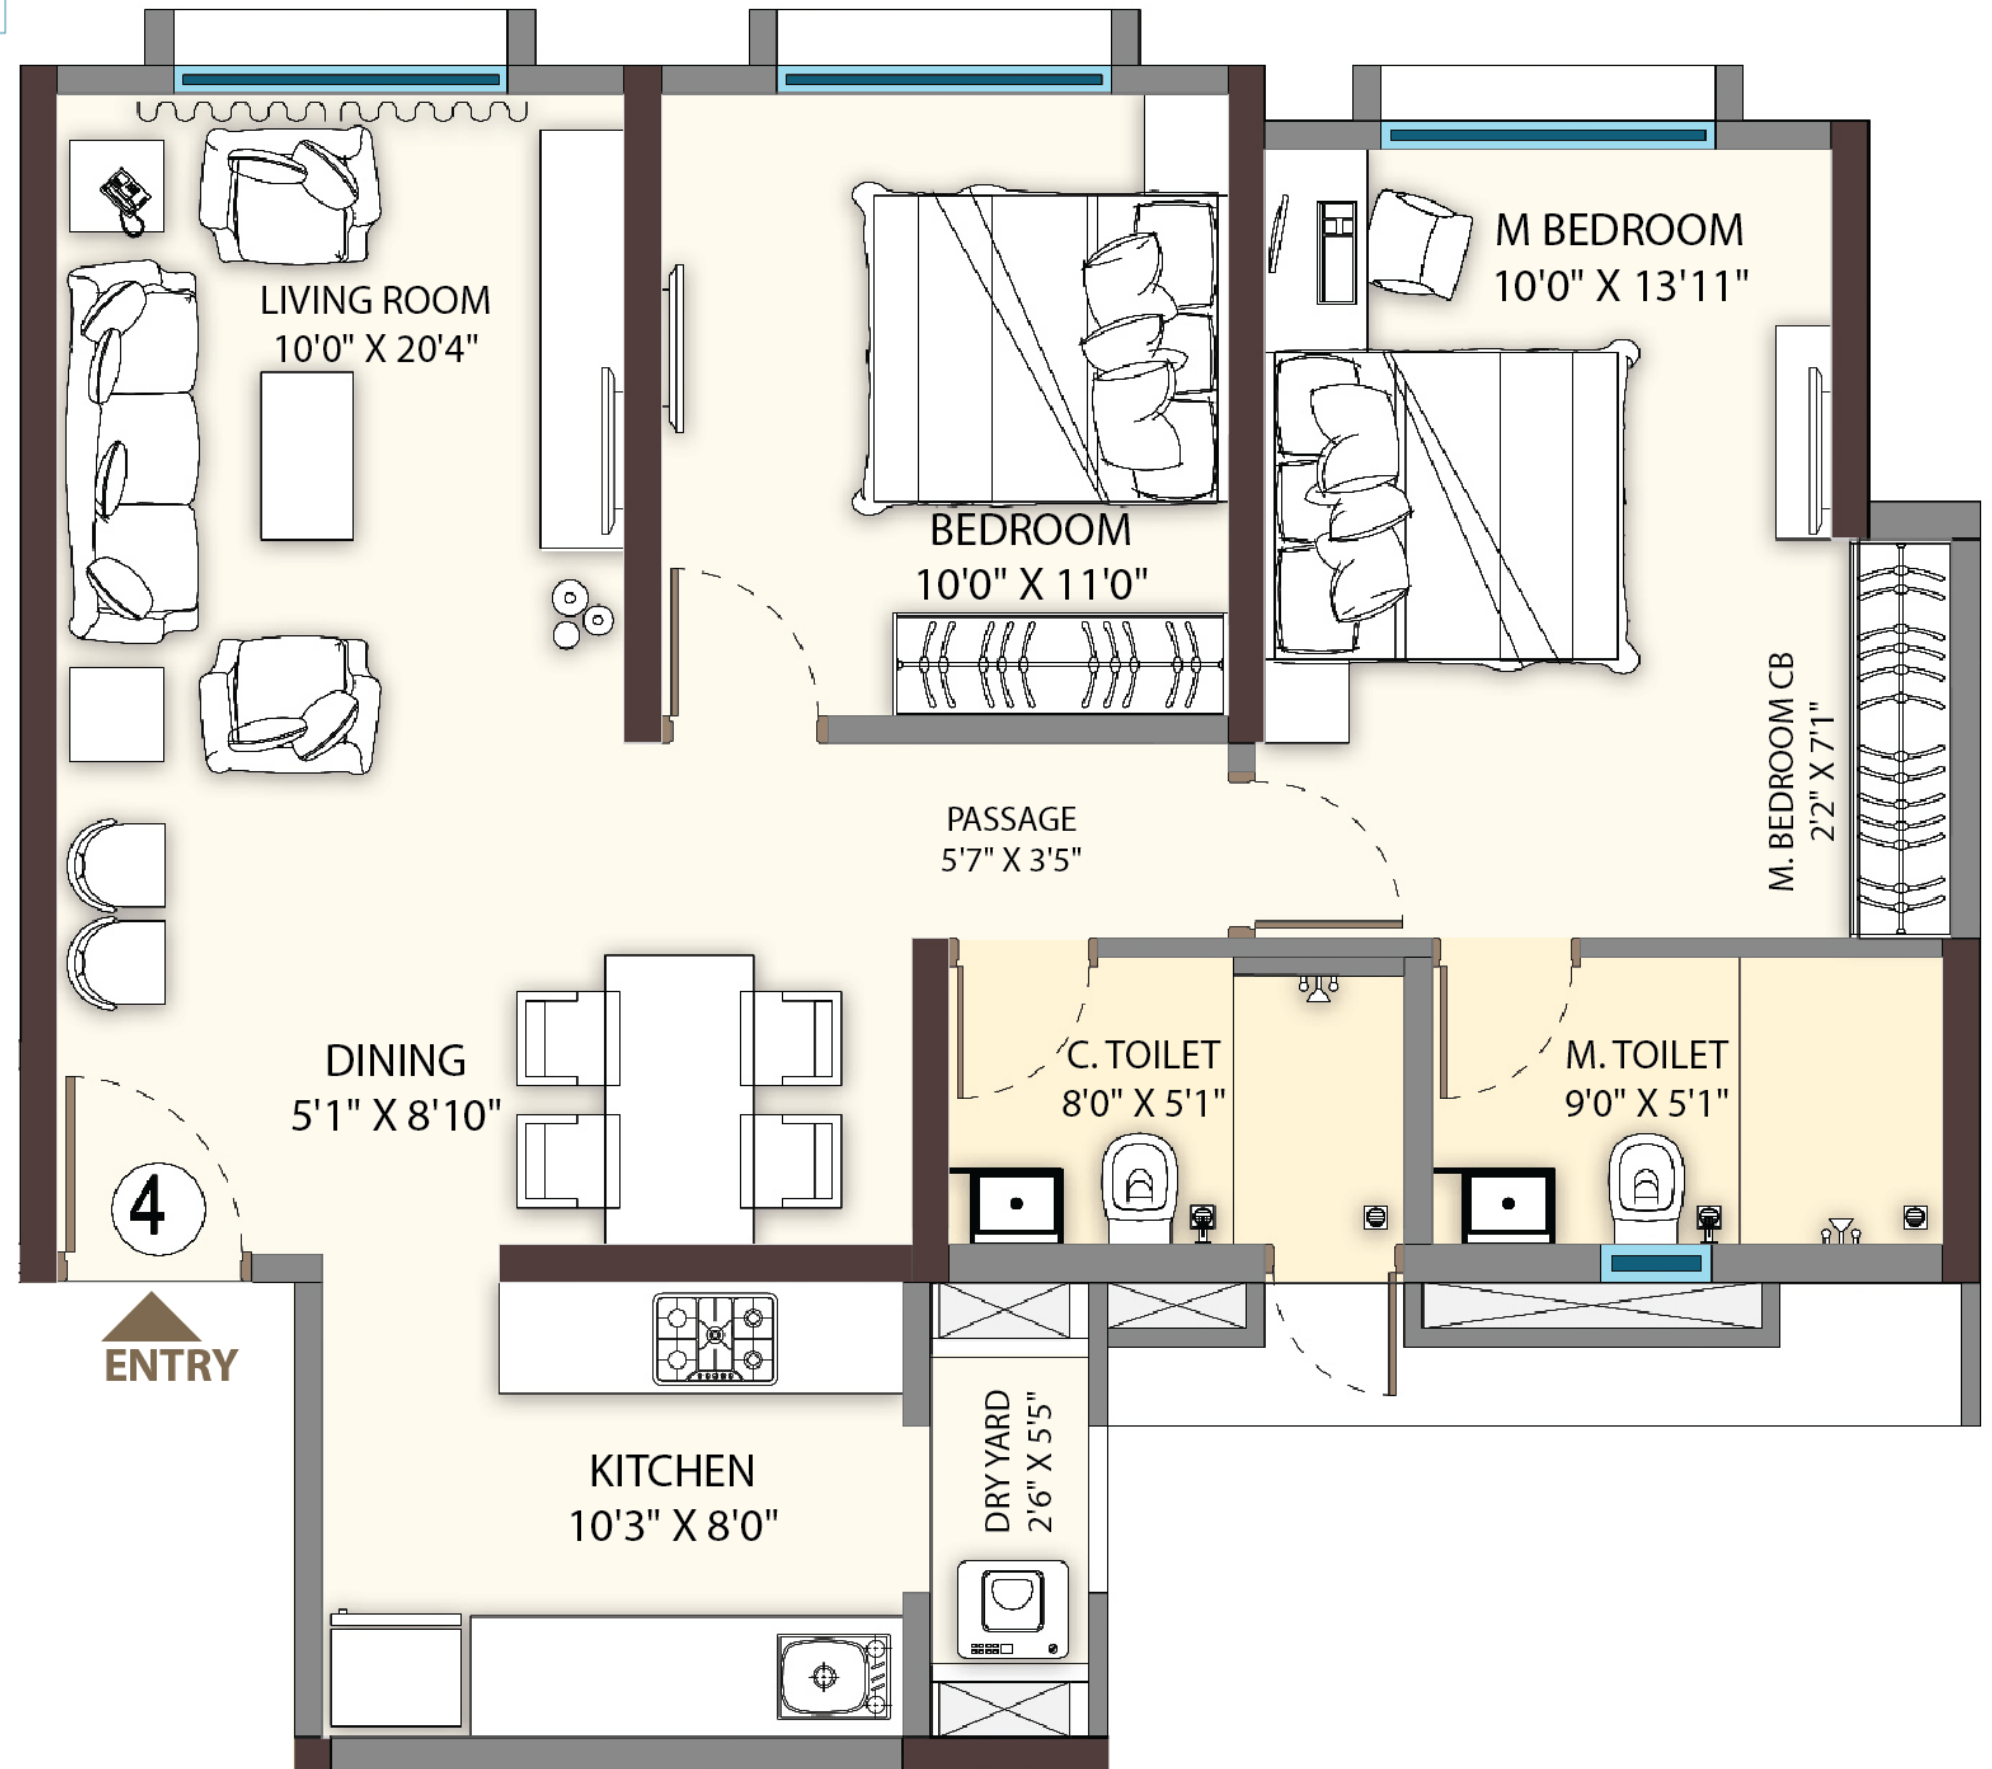 M BEDROOM
10'0" X 13'11"
LIVING ROOM
10'0" X 20'4"
BEDROOM
10'0" X 11'0"
M. BEDROOM CB
2'2" X 7'1"
PASSAGE
5'7" X 3'5"
DINING
5'1" X 8'10"
C. TOILET
8'0" X 5'1"
M. TOILET
9'0" X 5'1"
4
ENTRY
KITCHEN
10'3" X 8'0"
DRY YARD
2'6" X 5'5"